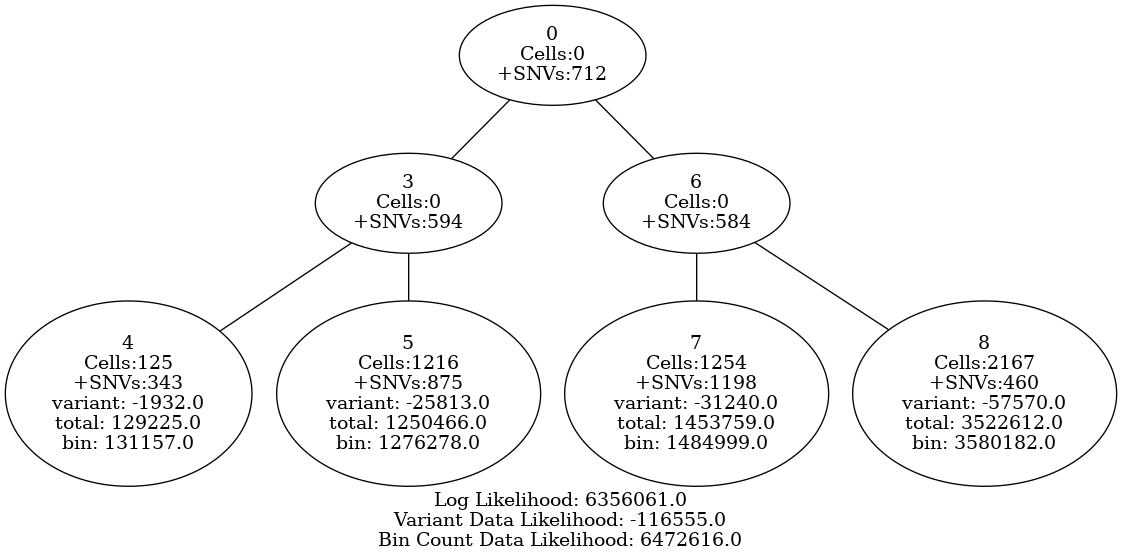 0
Cells:0
+SNVs:712
3
Cells:0
+SNVs:594
6
Cells:0
+SNVs:584
4
Cells:125
+SNVs:343
variant: -1932.0
total: 129225.0
bin: 131157.0
5
Cells:1216
+SNVs:875
variant: -25813.0
total: 1250466.0
bin: 1276278.0
7
Cells:1254
+SNVs:1198
variant: -31240.0
total: 1453759.0
bin: 1484999.0
8
Cells:2167
+SNVs:460
variant: -57570.0
total: 3522612.0
bin: 3580182.0
Log Likelihood: 6356061.0
Variant Data Likelihood: -116555.0
Bin Count Data Likelihood: 6472616.0